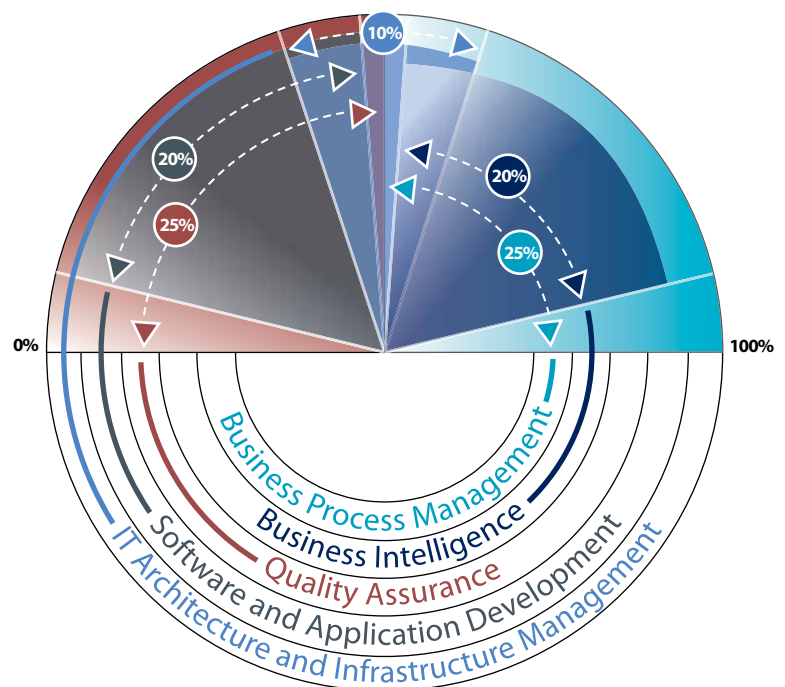 10%
20%
20%
25%
25%
0%
100%
Business Process Management
Business Intelligence
Quality Assurance
Software and Application Development
IT Architecture and Infrastructure Management